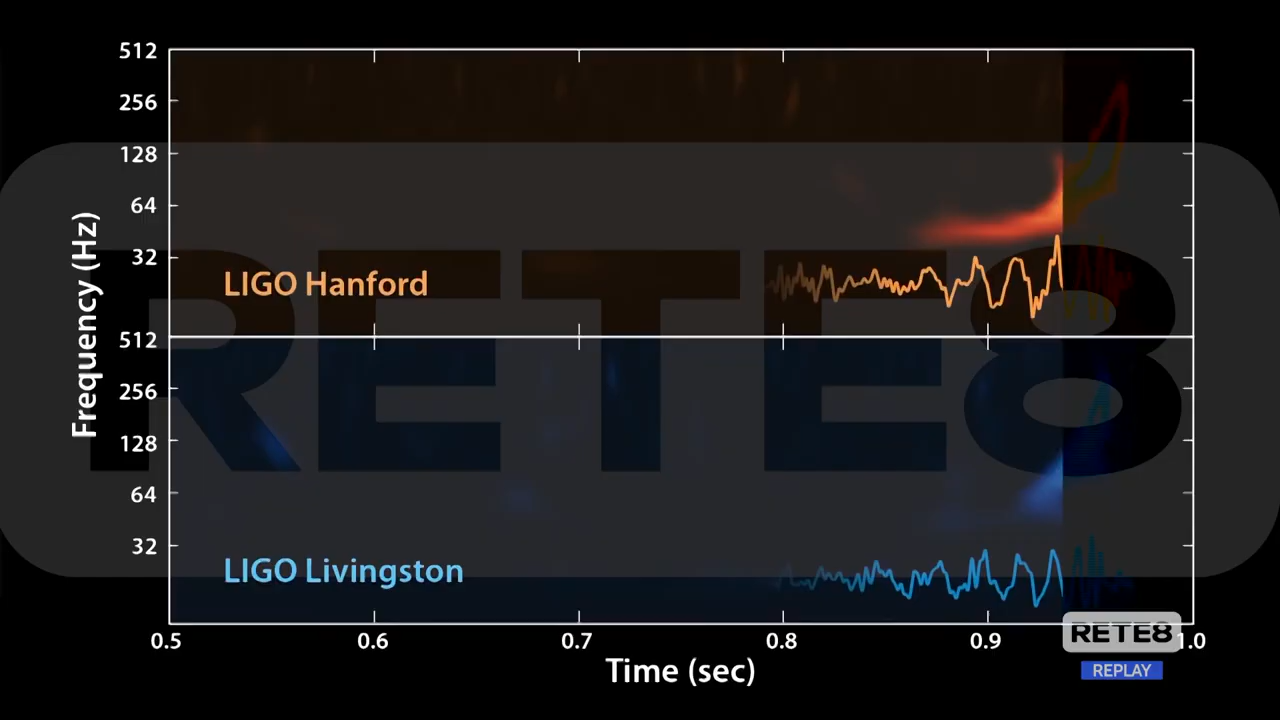 512
256
128
64
32
LIGO Hanford
512
256
128
64
32
LIGO Livingston
Frequency (Hz)
0.5 0.6 0.7 0.8 0.9 1.0
Time (sec)
RETE8
RETE8
REPLAY